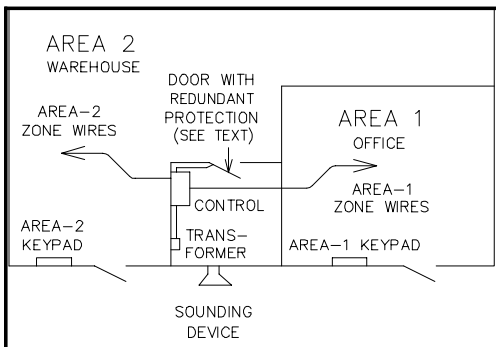 AREA 2
WAREHOUSE
DOOR WITH
REDUNDANT
PROTECTION
(SEE TEXT)
AREA-2
ZONE WIRES
AREA 1
OFFICE
AREA-1
ZONE WIRES
CONTROL
TRANS-
FORMER
AREA-2
KEYPAD
AREA-1 KEYPAD
SOUNDING
DEVICE